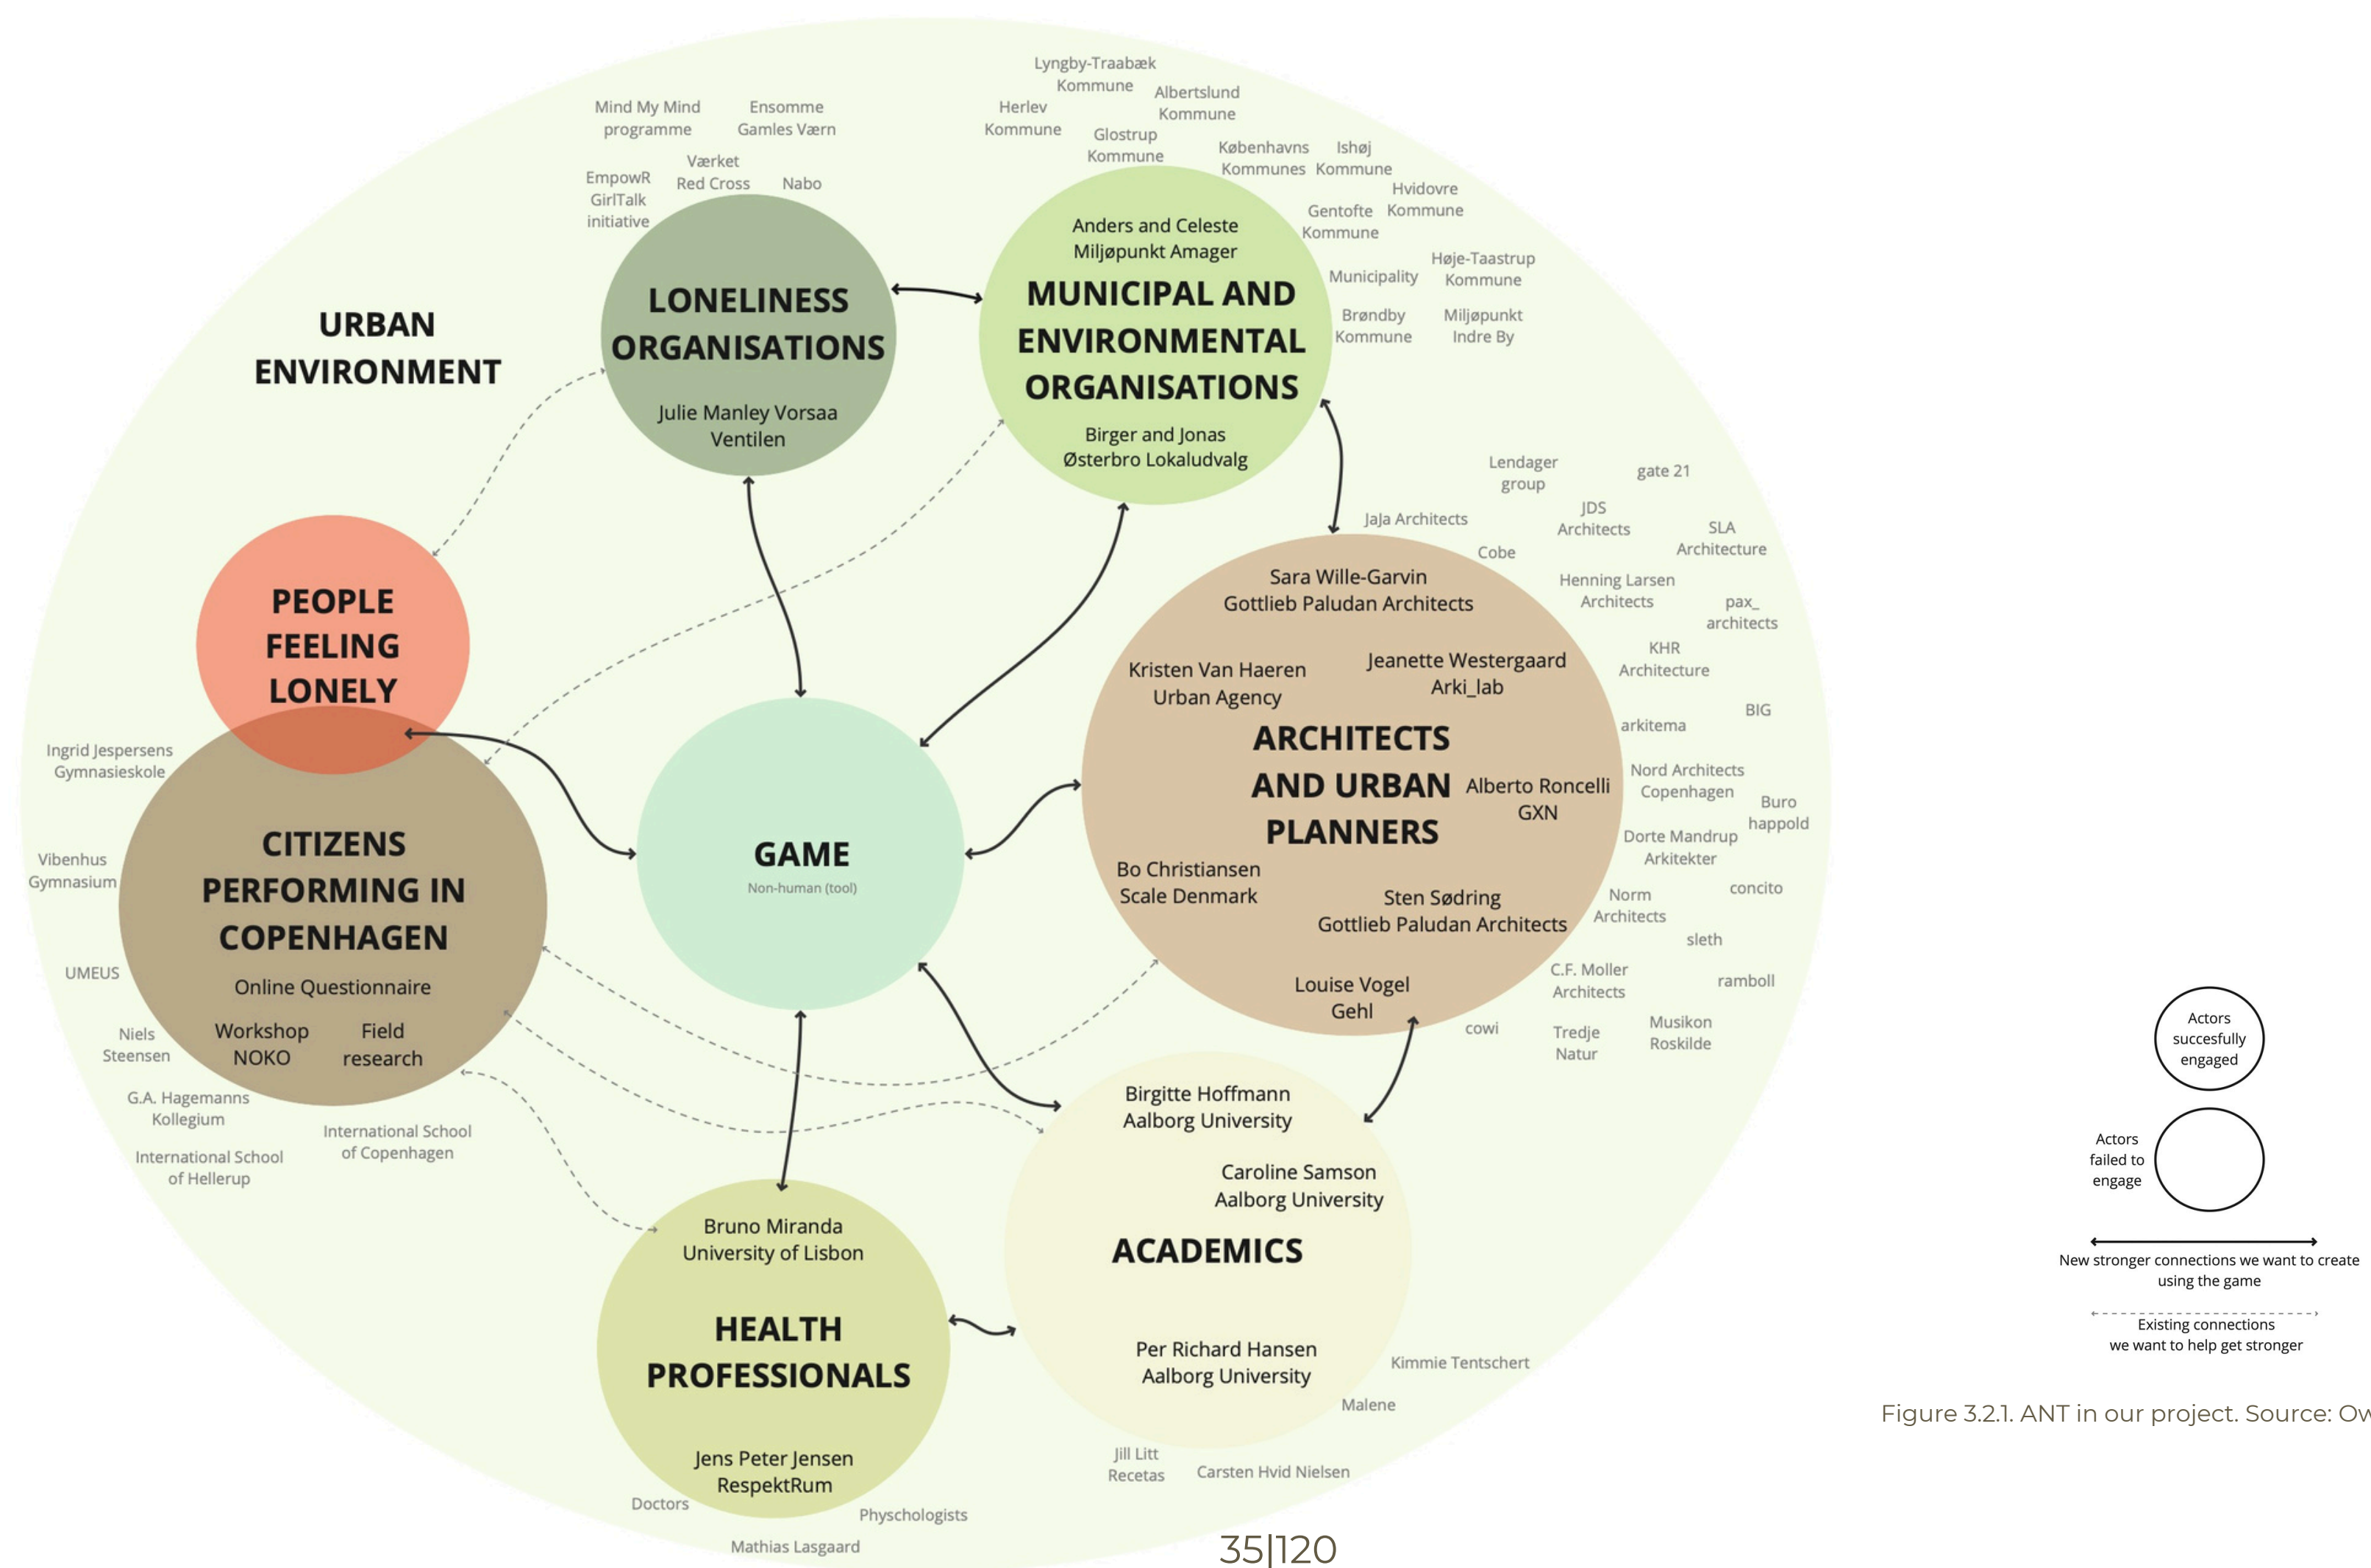 Lyngby-Traabæk
Kommune
Albertslund
Kommune
Herlev
Kommune
Glostrup
Kommune
Københavns
Kommunes
Ishøj
Kommune
Hvidovre
Kommune
Gentofte
Kommune
Høje-Taastrup
Kommune
Municipality
Brøndby
Kommune
Miljøpunkt
Indre By
Mind My Mind
programme
Ensomme
Gamles Værn
Værket
Red Cross
Nabo
EmpowR
GirlTalk
initiative
URBAN
ENVIRONMENT
LONELINESS
ORGANISATIONS
Julie Manley Vorsaa
Ventilen
Anders and Celeste
Miljøpunkt Amager
MUNICIPAL AND
ENVIRONMENTAL
ORGANISATIONS
Birger and Jonas
Østerbro Lokaludvalg
PEOPLE
FEELING
LONELY
Ingrid Jespersens
Gymnasieskole
Vibenhus
Gymnasium
UMEUS
Niels
Steensen
G.A. Hagemanns
Kollegium
International School
of Hellerup
International School
of Copenhagen
CITIZENS
PERFORMING IN
COPENHAGEN
Online Questionnaire
Workshop
NOKO
Field
research
GAME
Non-human (tool)
Lendager
group
gate 21
JDS
Architects
JaJa Architects
SLA
Architecture
Cobe
Henning Larsen
Architects
pax_
architects
KHR
Architecture
BIG
arkitema
Nord Architects
Copenhagen
Buro
happold
Dorte Mandrup
Arkitekter
concito
Norm
Architects
sleth
C.F. Moller
Architects
ramboll
cowi
Tredje
Natur
Musikon
Roskilde
Sara Wille-Garvin
Gottlieb Paludan Architects
Kristen Van Haeren
Urban Agency
Jeanette Westergaard
Arki_lab
ARCHITECTS
AND URBAN
PLANNERS
Alberto Roncelli
GXN
Bo Christiansen
Scale Denmark
Sten Sødring
Gottlieb Paludan Architects
Louise Vogel
Gehl
Birgitte Hoffmann
Aalborg University
Caroline Samson
Aalborg University
ACADEMICS
Per Richard Hansen
Aalborg University
Kimmie Tentschert
Malene
Jill Litt
Recetas
Carsten Hvid Nielsen
Bruno Miranda
University of Lisbon
HEALTH
PROFESSIONALS
Jens Peter Jensen
RespektRum
Doctors
Physchologists
Mathias Lasgaard
Actors
succesfully
engaged
Actors
failed to
engage
New stronger connections we want to create
using the game
Existing connections
we want to help get stronger
Figure 3.2.1. ANT in our project. Source: Ow
35|120